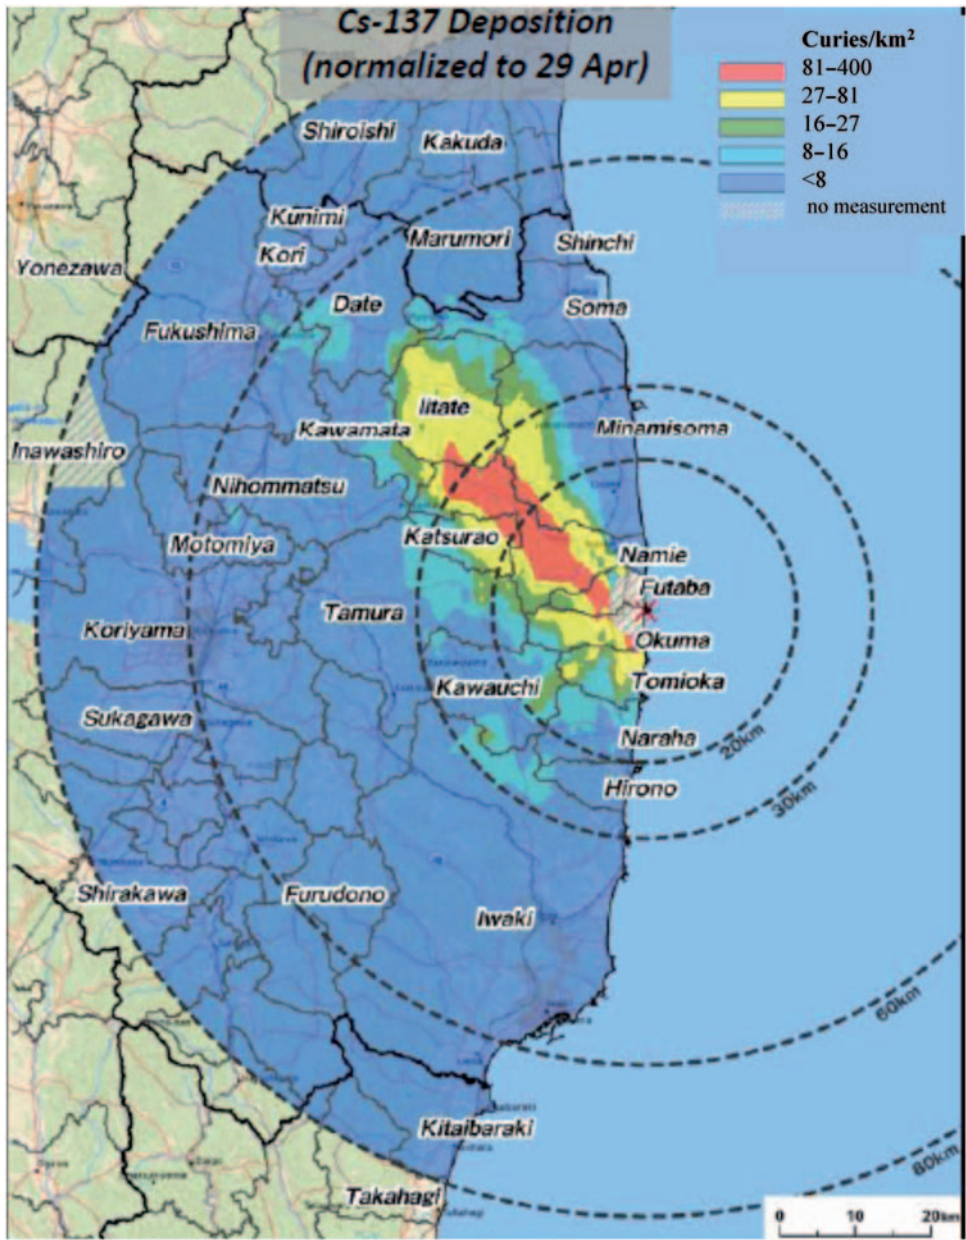 Cs-137 Deposition
(normalized to 29 Apr)
Curies/km²
81–400
27–81
16–27
8–16
<8
no measurement
Shiroishi
Kakuda
Kunimi
Kori
Marumori
Shinchi
Yonezawa
Date
Soma
Fukushima
Iitate
Kawamata
Minamisoma
Inawashiro
Nihommatsu
Motomiya
Katsurao
Namie
Futaba
Tamura
Koriyama
Okuma
Kawauchi
Tomioka
Sukagawa
Naraha
20km
Hirono
30km
Shirakawa
Furudono
Iwaki
60km
Kitaibaraki
80km
Takahagi
0 10 20km